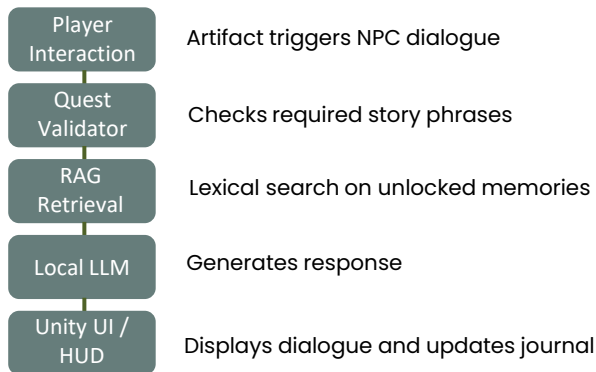 Player
Interaction
Artifact triggers NPC dialogue
Quest
Validator
Checks required story phrases
RAG
Retrieval
Lexical search on unlocked memories
Local LLM
Generates response
Unity UI /
HUD
Displays dialogue and updates journal